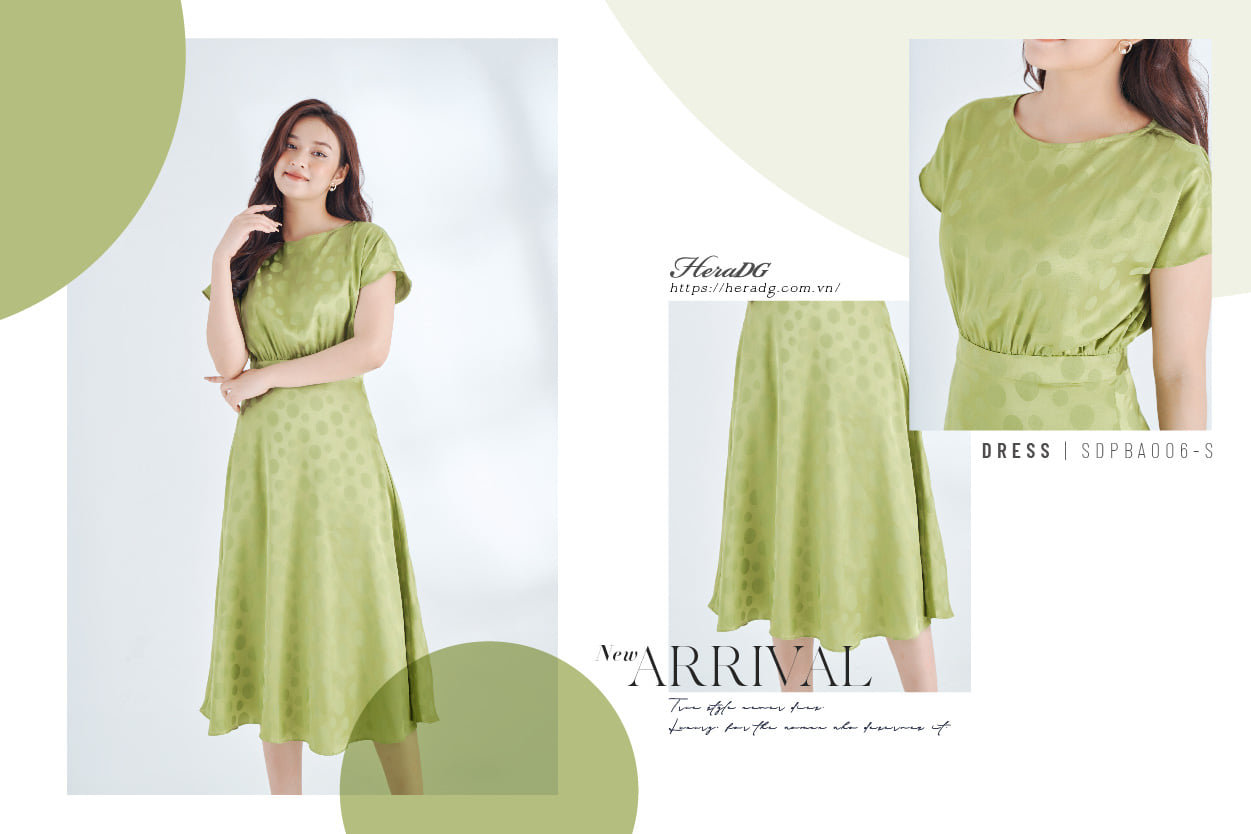 HeraDG
https://heradg.com.vn/
DRESS | SDPBA006-S
New ARRIVAL
True style never dies.
Luxury for the women who deserves it